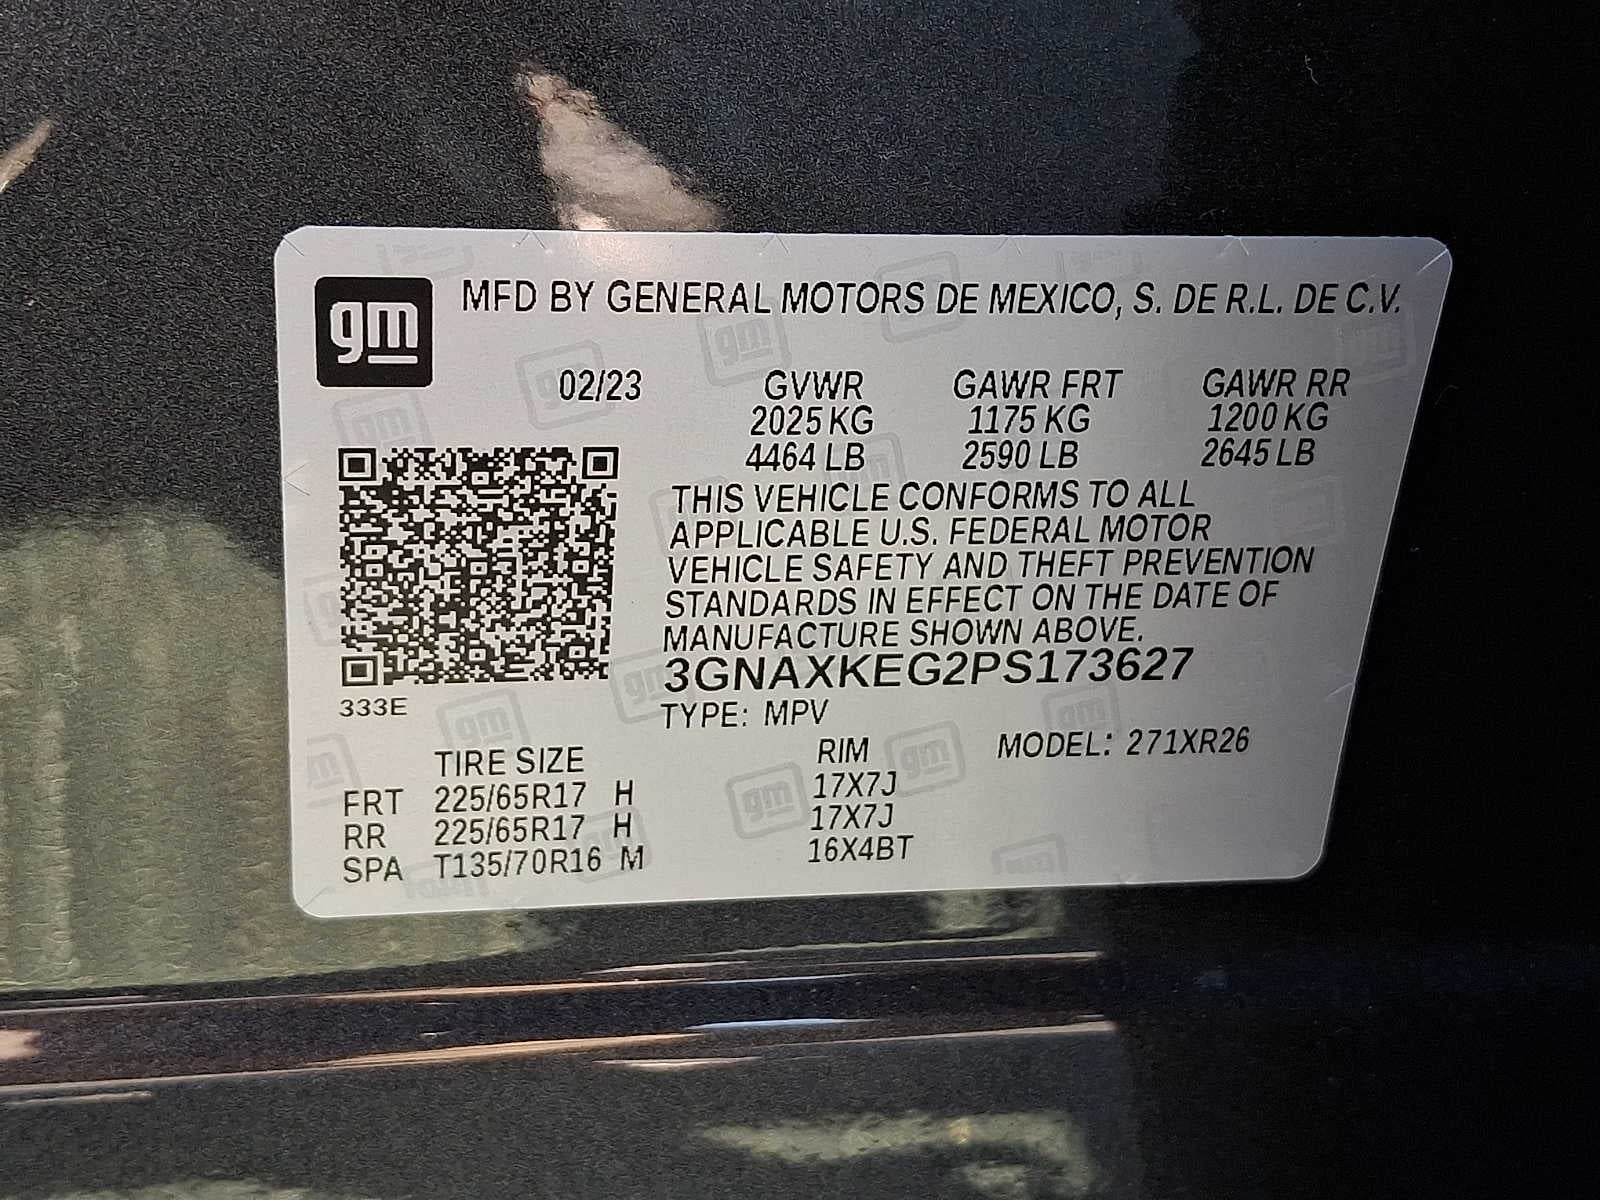 gm
MFD BY GENERAL MOTORS DE MEXICO, S. DE R.L. DE C.V.
02/23 GVWR GAWR FRT GAWR RR
2025 KG 1175 KG 1200 KG
4464 LB 2590 LB 2645 LB
THIS VEHICLE CONFORMS TO ALL
APPLICABLE U.S. FEDERAL MOTOR
VEHICLE SAFETY AND THEFT PREVENTION
STANDARDS IN EFFECT ON THE DATE OF
MANUFACTURE SHOWN ABOVE.
3GNAXKEG2PS173627
333E
TYPE: MPV
TIRE SIZE RIM MODEL: 271XR26
FRT 225/65R17 H 17X7J
RR 225/65R17 H 17X7J
SPA T135/70R16 M 16X4BT